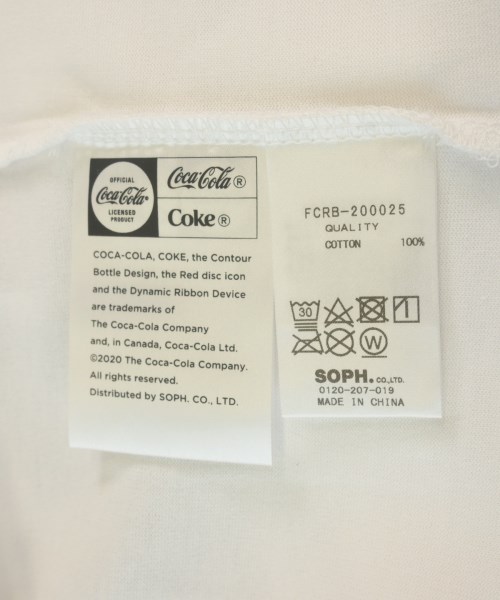 OFFICIAL
Coca-Cola®
LICENSED
PRODUCT
Coca-Cola®
Coke®
COCA-COLA, COKE, the Contour
Bottle Design, the Red disc icon
and the Dynamic Ribbon Device
are trademarks of
The Coca-Cola Company
and, in Canada, Coca-Cola Ltd.
©2020 The Coca-Cola Company.
All rights reserved.
Distributed by SOPH. CO., LTD.
FCRB-200025
QUALITY
COTTON 100%
30
W
SOPH.CO.,LTD.
0120-207-019
MADE IN CHINA